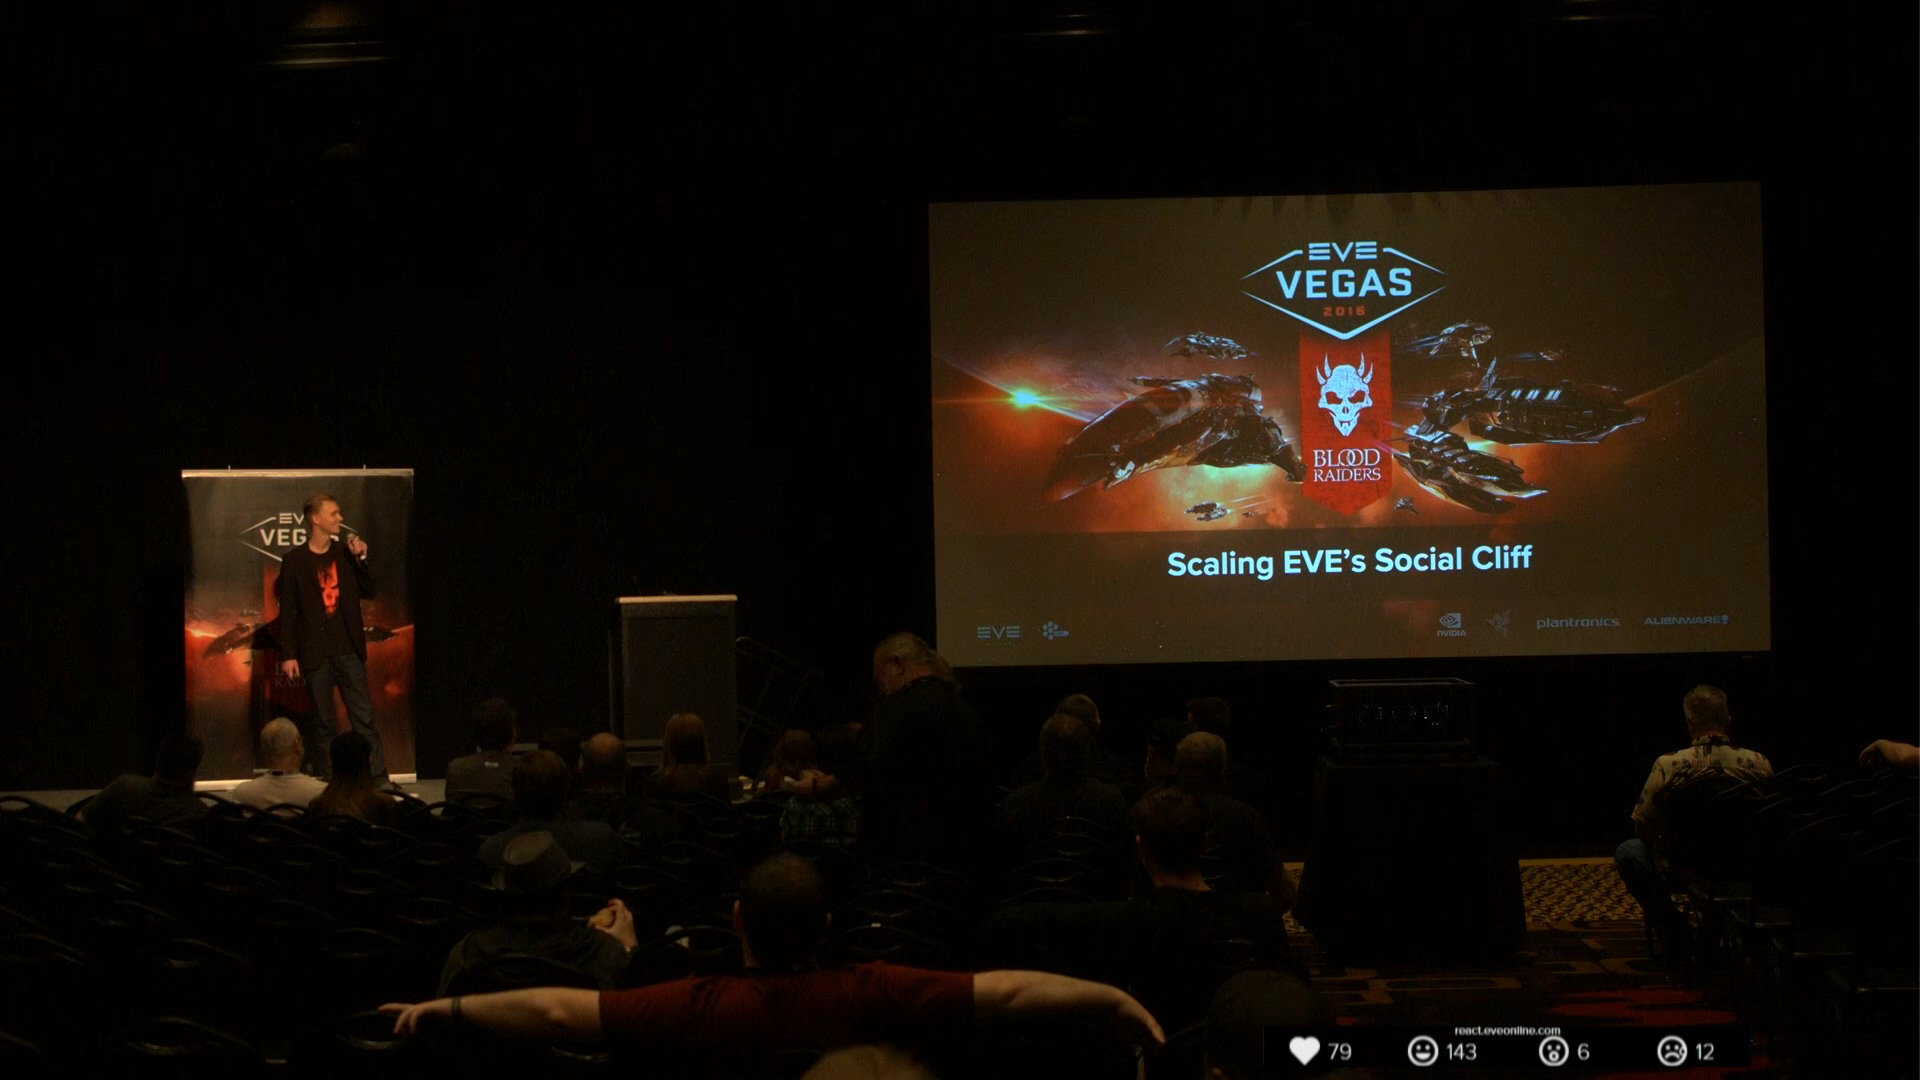 EVE
VEGAS
2016
BLOOD
RAIDERS
Scaling EVE's Social Cliff
EVE
NVIDIA
plantronics
ALIENWARE
EV
VEG
react.eveonline.com
79
143
6
12